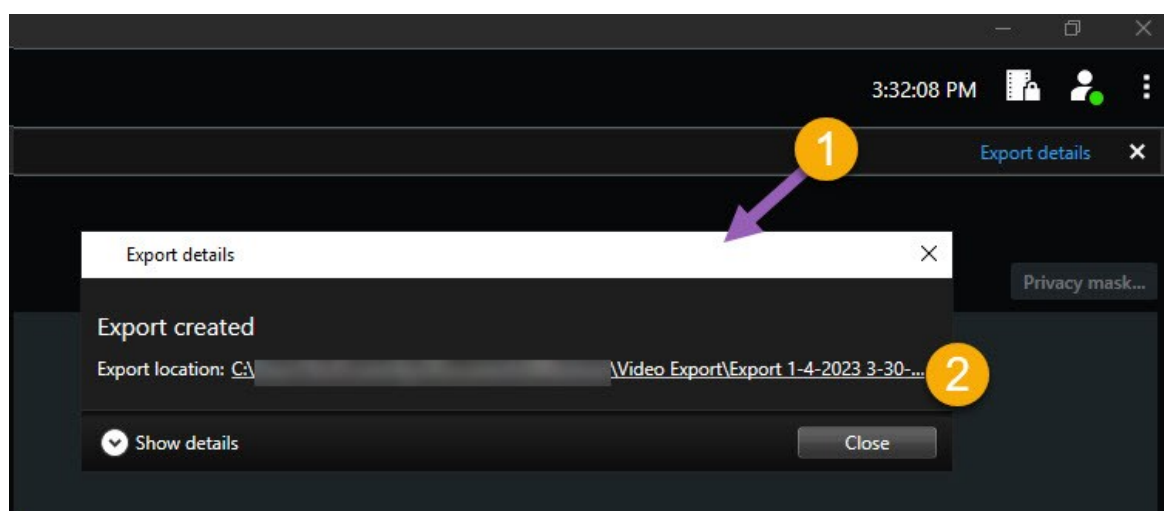 3:32:08 PM
1
Export details
Export details
Privacy mask...
Export created
Export location: C:\ \Video Export\Export 1-4-2023 3-30-...
2
Show details
Close